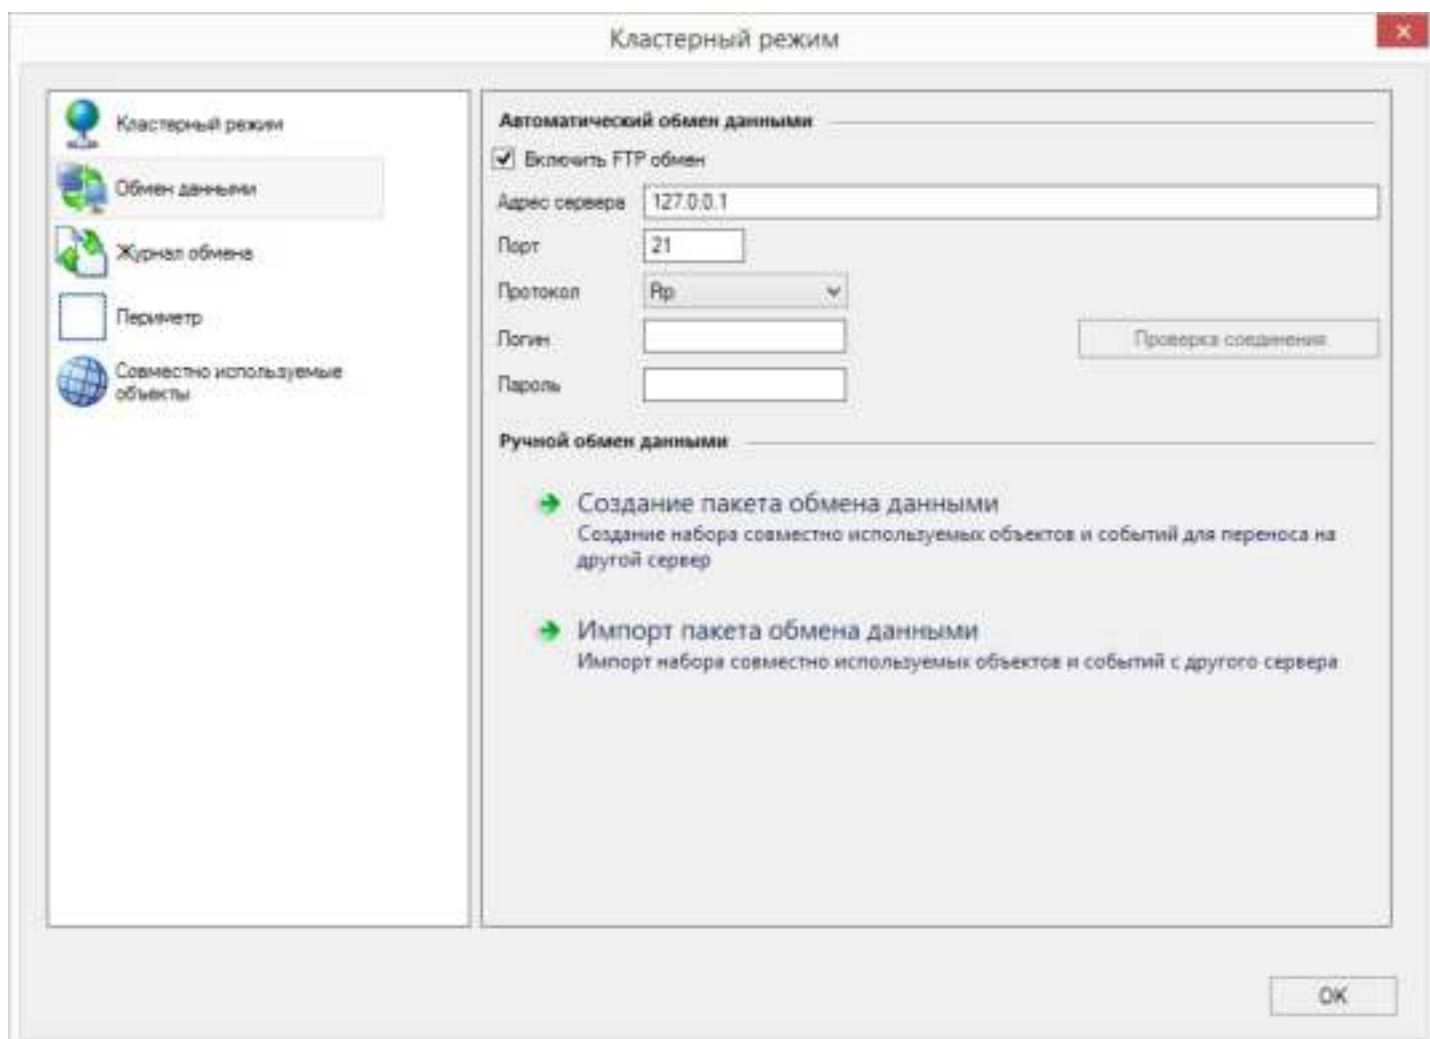 Кластерный режим
Кластерный режим
Обмен данными
Журнал обмена
Периметр
Совместно используемые
объекты
Автоматический обмен данными
Включить FTP обмен
Адрес сервера 127.0.0.1
Порт 21
Протокол Ftp
Логин
Проверка соединения
Пароль
Ручной обмен данными
Создание пакета обмена данными
Создание набора совместно используемых объектов и событий для переноса на
другой сервер
Импорт пакета обмена данными
Импорт набора совместно используемых объектов и событий с другого сервера
OK